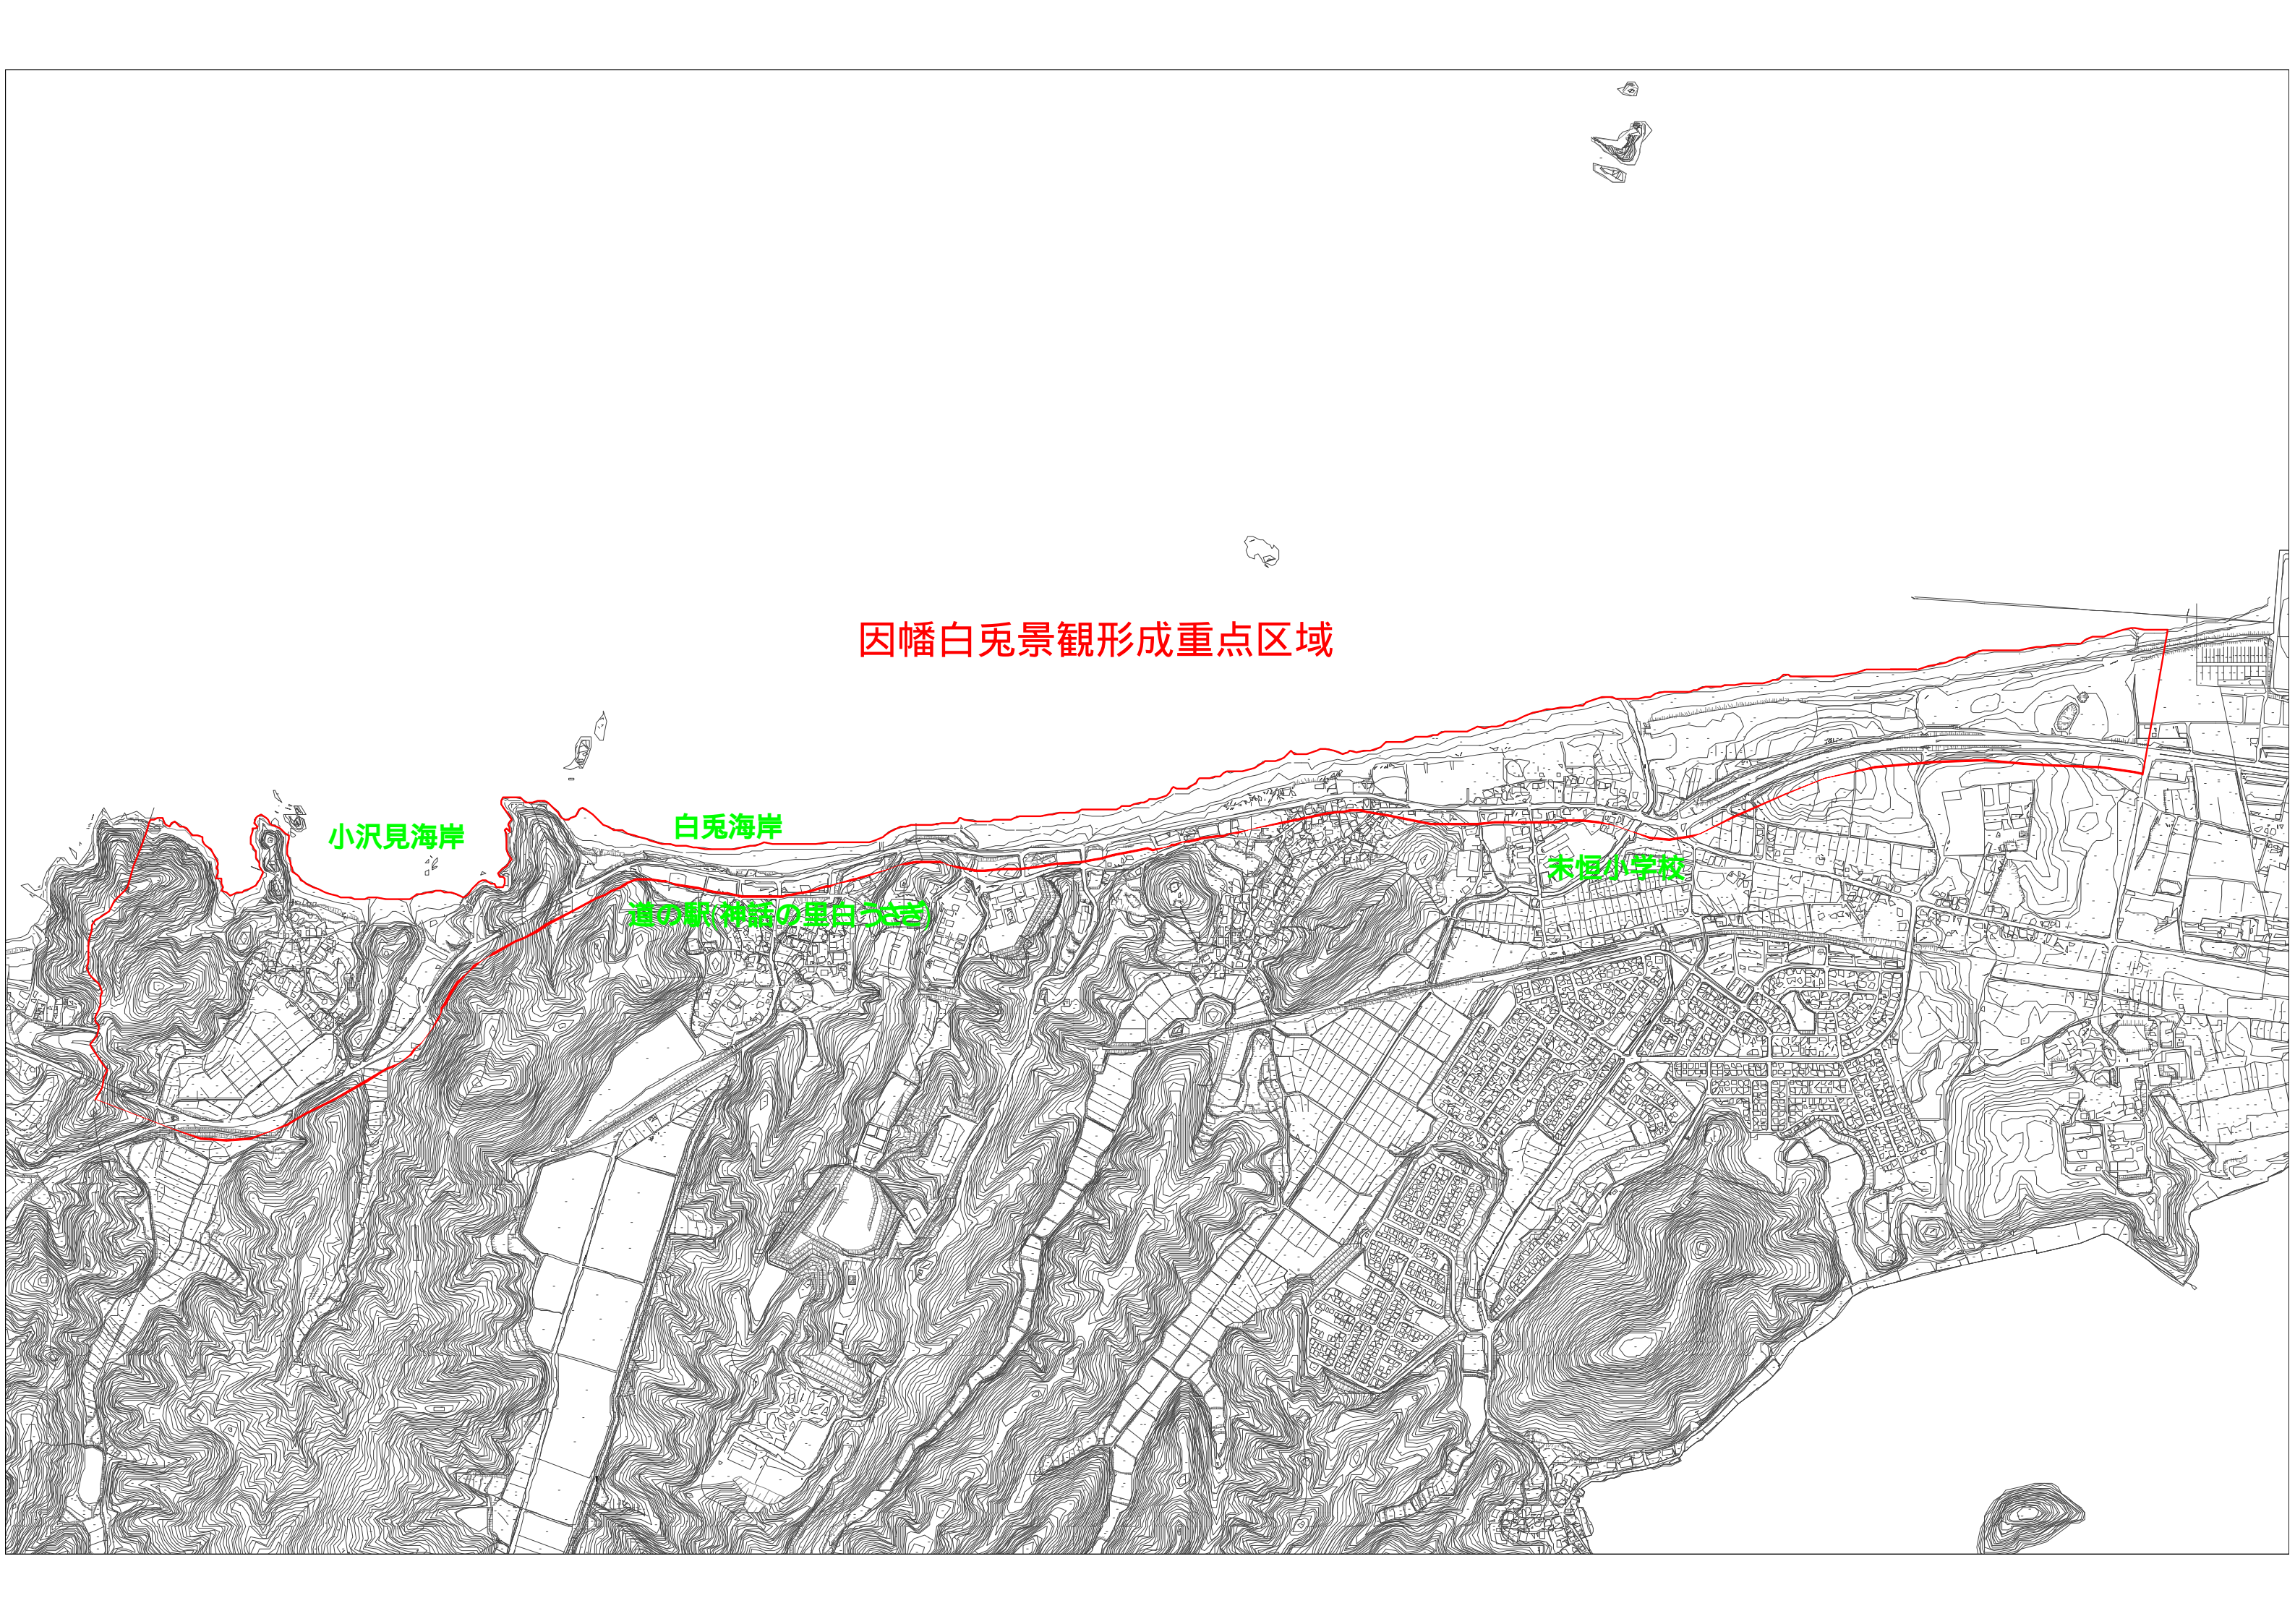 因幡白兎景観形成重点区域
白兎海岸
小沢見海岸
末恒小学校
道の駅(神話の里白うさぎ)